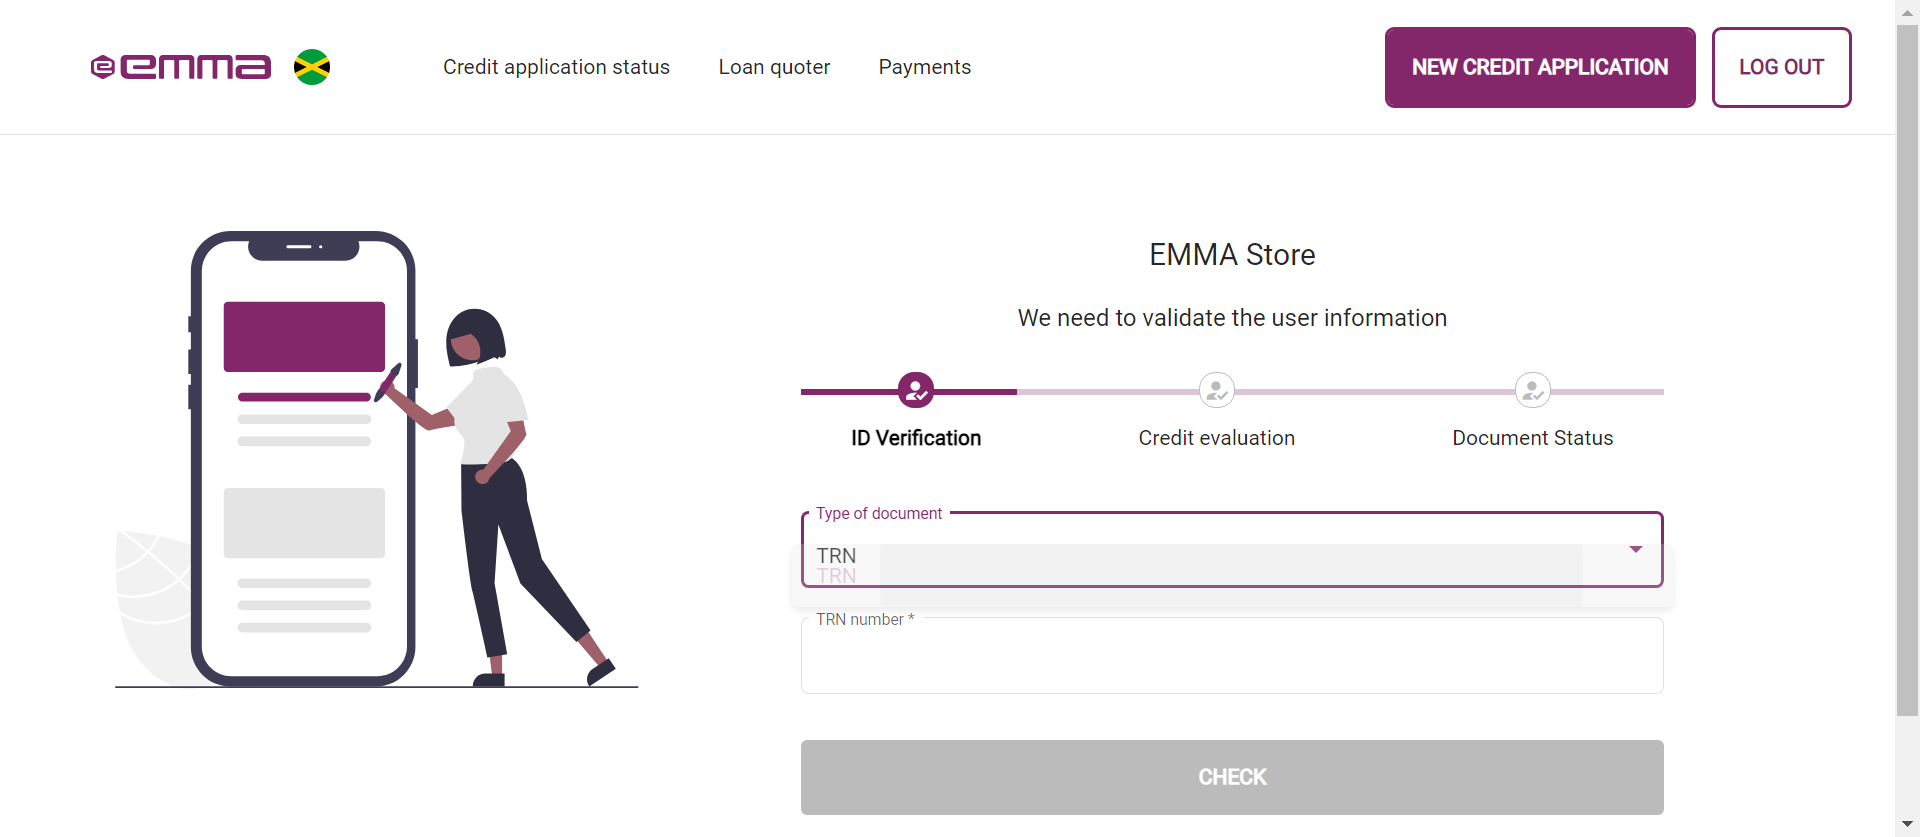 emma
Credit application status
Loan quoter
Payments
NEW CREDIT APPLICATION
LOG OUT
EMMA Store
We need to validate the user information
ID Verification
Credit evaluation
Document Status
Type of document
TRN
TRN
TRN number *
CHECK